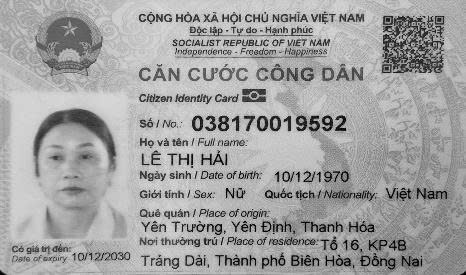 CỘNG HÒA XÃ HỘI CHỦ NGHĨA VIỆT NAM
Độc lập - Tự do - Hạnh phúc
SOCIALIST REPUBLIC OF VIET NAM
Independence - Freedom - Happiness
CĂN CƯỚC CÔNG DÂN
Citizen Identity Card
Số / No.: 038170019592
Họ và tên / Full name:
LÊ THỊ HẢI
Ngày sinh / Date of birth: 10/12/1970
Giới tính / Sex: Nữ Quốc tịch / Nationality: Việt Nam
Quê quán / Place of origin:
Yên Trường, Yên Định, Thanh Hóa
Nơi thường trú / Place of residence: Tổ 16, KP4B
Trảng Dài, Thành phố Biên Hòa, Đồng Nai
Có giá trị đến:
Date of expiry 10/12/2030